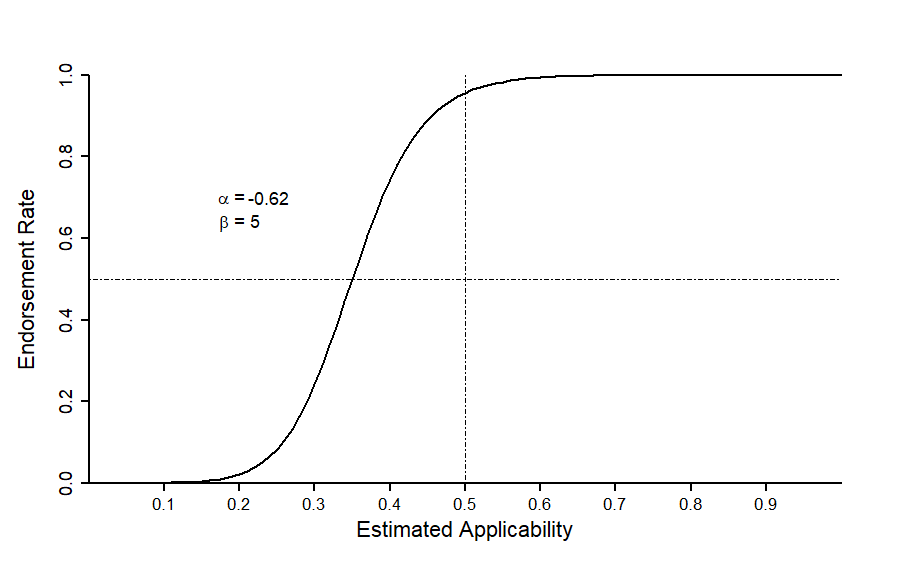 1.0
0.8
0.6
0.4
0.2
0.0
Endorsement Rate
α = -0.62
β = 5
0.1 0.2 0.3 0.4 0.5 0.6 0.7 0.8 0.9
Estimated Applicability